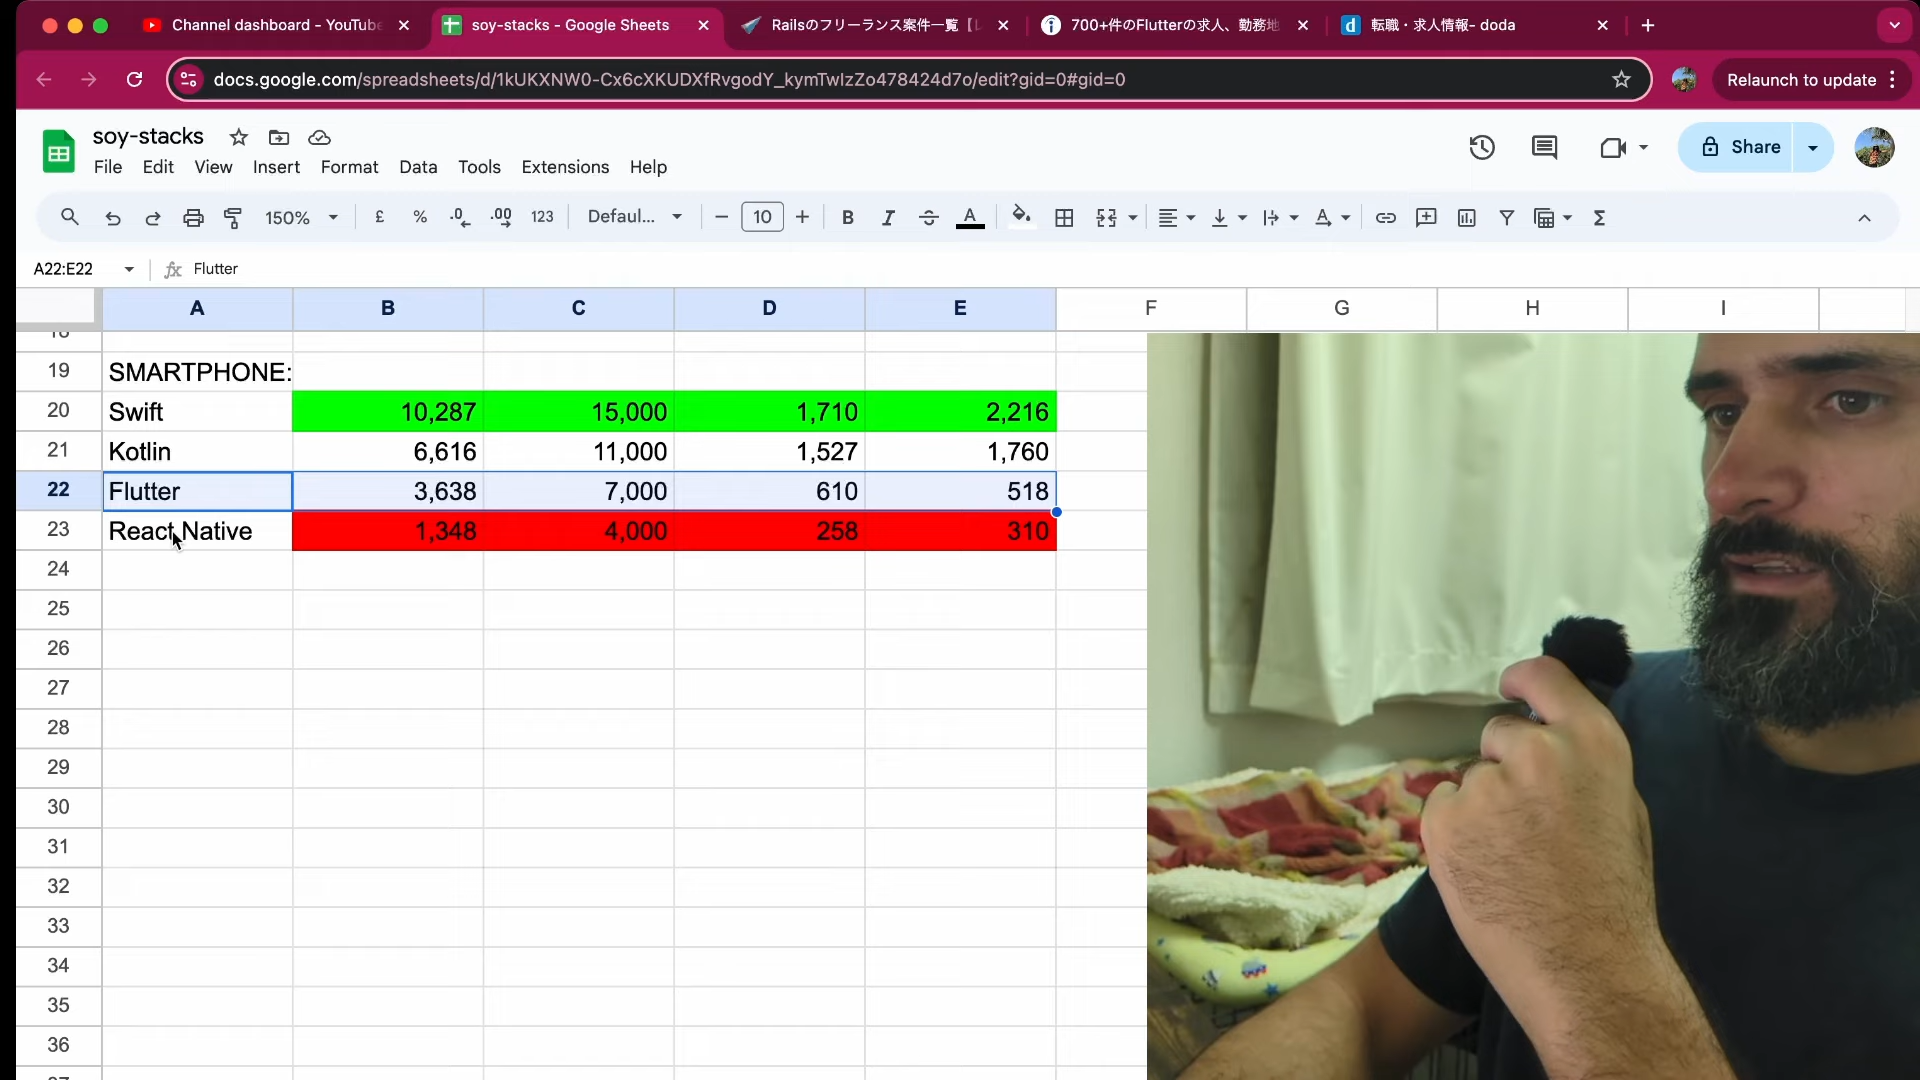 Channel dashboard - YouTube
soy-stacks - Google Sheets
Railsのフリーランス案件一覧
700+件のFlutterの求人、勤務地
転職・求人情報- doda
docs.google.com/spreadsheets/d/1kUKXNW0-Cx6cXKUDXfRvgodY_kymTwIzZo478424d7o/edit?gid=0#gid=0
Relaunch to update
soy-stacks
File Edit View Insert Format Data Tools Extensions Help
Share
150% £ % .0 .00 123 Defaul... 10 B I A Σ
A22:E22 fx Flutter
A B C D E F G H I
19 SMARTPHONE:
20 Swift 10,287 15,000 1,710 2,216
21 Kotlin 6,616 11,000 1,527 1,760
22 Flutter 3,638 7,000 610 518
23 React Native 1,348 4,000 258 310
24
25
26
27
28
29
30
31
32
33
34
35
36